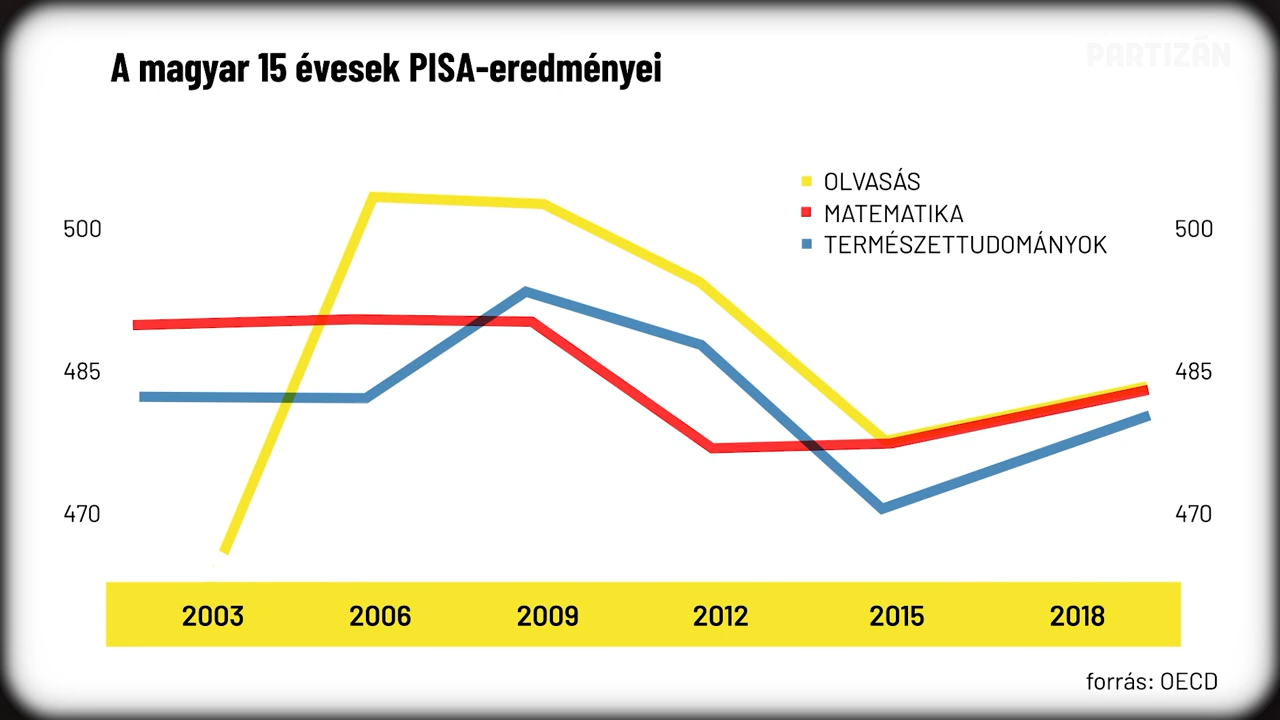 PARTIZÁN
A magyar 15 évesek PISA-eredményei
OLVASÁS
MATEMATIKA
TERMÉSZETTUDOMÁNYOK
500
500
485
485
470
470
2003 2006 2009 2012 2015 2018
forrás: OECD